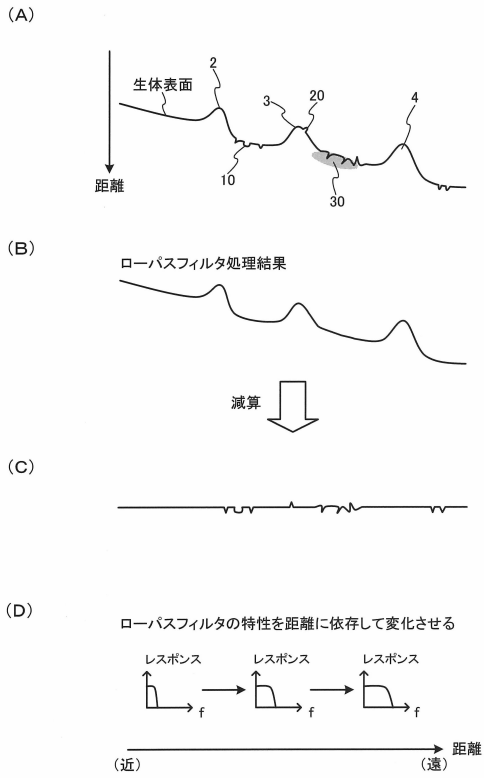 (A)
2
生体表面
3
20
4
10
30
距離
(B)
ローパスフィルタ処理結果
減算
(C)
(D)
ローパスフィルタの特性を距離に依存して変化させる
レスポンス レスポンス レスポンス
f f f
距離
(近) (遠)